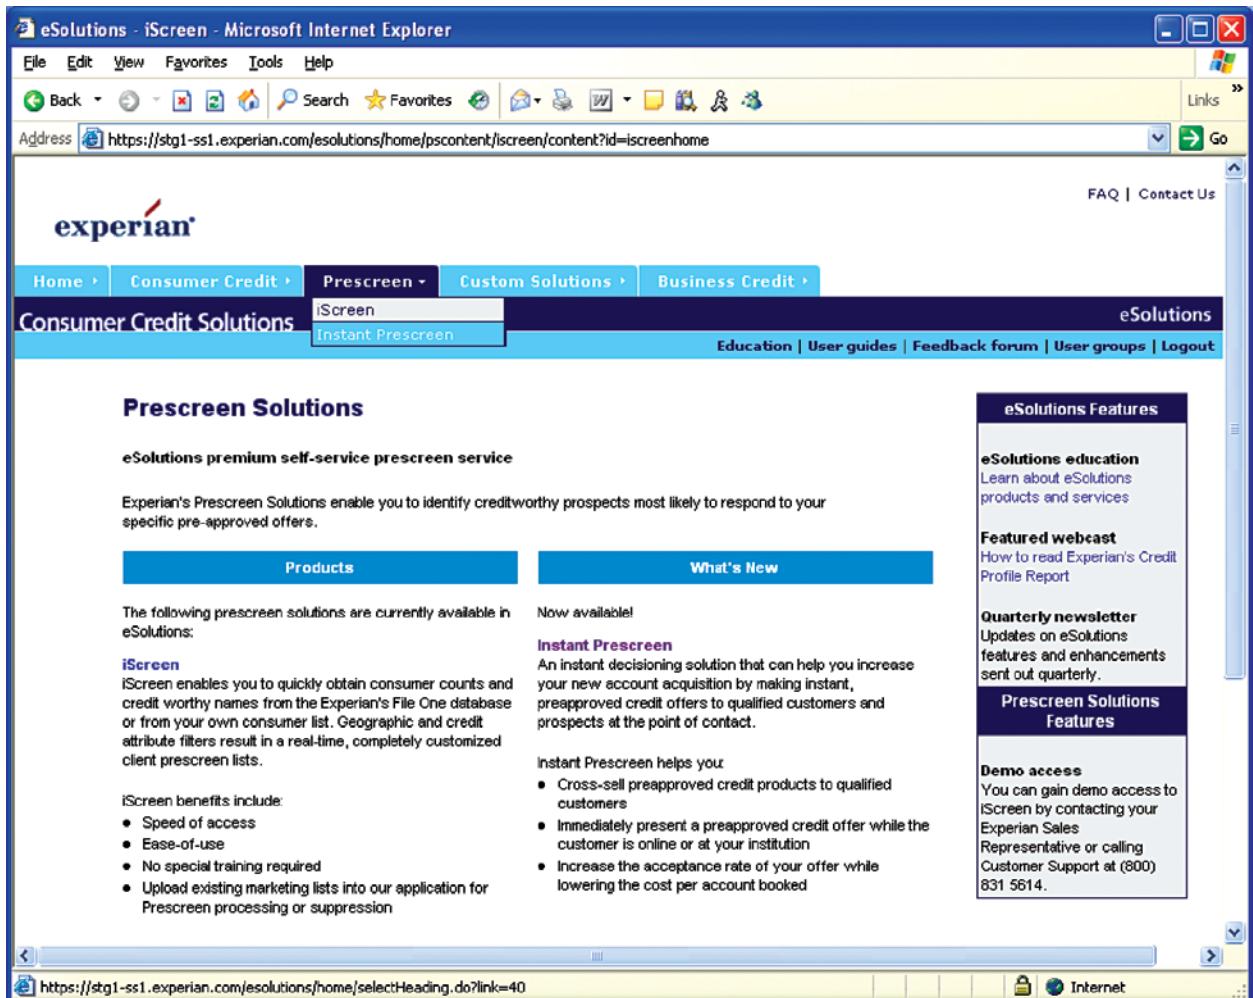 eSolutions - iScreen - Microsoft Internet Explorer
File Edit View Favorites Tools Help
Back Search Favorites Links
Address https://stg1-ss1.experian.com/esolutions/home/pscontent/iscreen/content?id=iscreenhome Go
FAQ | Contact Us
experian
Home Consumer Credit Prescreen Custom Solutions Business Credit
iScreen
Instant Prescreen
Consumer Credit Solutions eSolutions
Education | User guides | Feedback forum | User groups | Logout
Prescreen Solutions
eSolutions premium self-service prescreen service
Experian's Prescreen Solutions enable you to identify creditworthy prospects most likely to respond to your
specific pre-approved offers.
Products
The following prescreen solutions are currently available in
eSolutions:
iScreen
iScreen enables you to quickly obtain consumer counts and
credit worthy names from the Experian's File One database
or from your own consumer list. Geographic and credit
attribute filters result in a real-time, completely customized
client prescreen lists.
iScreen benefits include:
• Speed of access
• Ease-of-use
• No special training required
• Upload existing marketing lists into our application for
Prescreen processing or suppression
What's New
Now available!
Instant Prescreen
An instant decisioning solution that can help you increase
your new account acquisition by making instant,
preapproved credit offers to qualified customers and
prospects at the point of contact.
Instant Prescreen helps you:
• Cross-sell preapproved credit products to qualified
customers
• Immediately present a preapproved credit offer while the
customer is online or at your institution
• Increase the acceptance rate of your offer while
lowering the cost per account booked
eSolutions Features
eSolutions education
Learn about eSolutions
products and services
Featured webcast
How to read Experian's Credit
Profile Report
Quarterly newsletter
Updates on eSolutions
features and enhancements
sent out quarterly.
Prescreen Solutions
Features
Demo access
You can gain demo access to
iScreen by contacting your
Experian Sales
Representative or calling
Customer Support at (800)
831 5614.
https://stg1-ss1.experian.com/esolutions/home/selectHeading.do?link=40 Internet